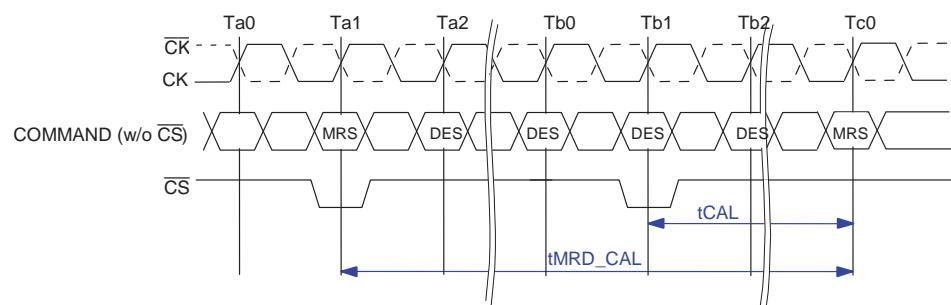 Ta0 Ta1 Ta2 Tb0 Tb1 Tb2 Tc0
CK
CK
COMMAND (w/o CS) MRS DES DES DES DES MRS
CS
tCAL
tMRD_CAL